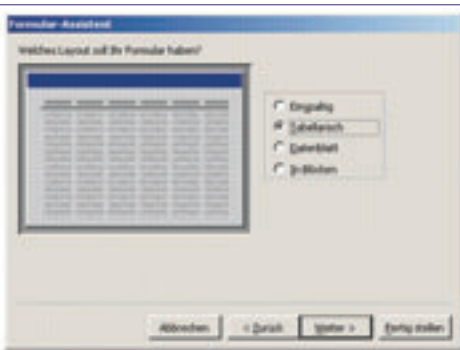 Formular-Assistent
Welches Layout soll Ihr Formular haben?
Einspaltig
Tabellarisch
Datenblatt
In Blöcken
Abbrechen
< Zurück
Weiter >
Fertig stellen